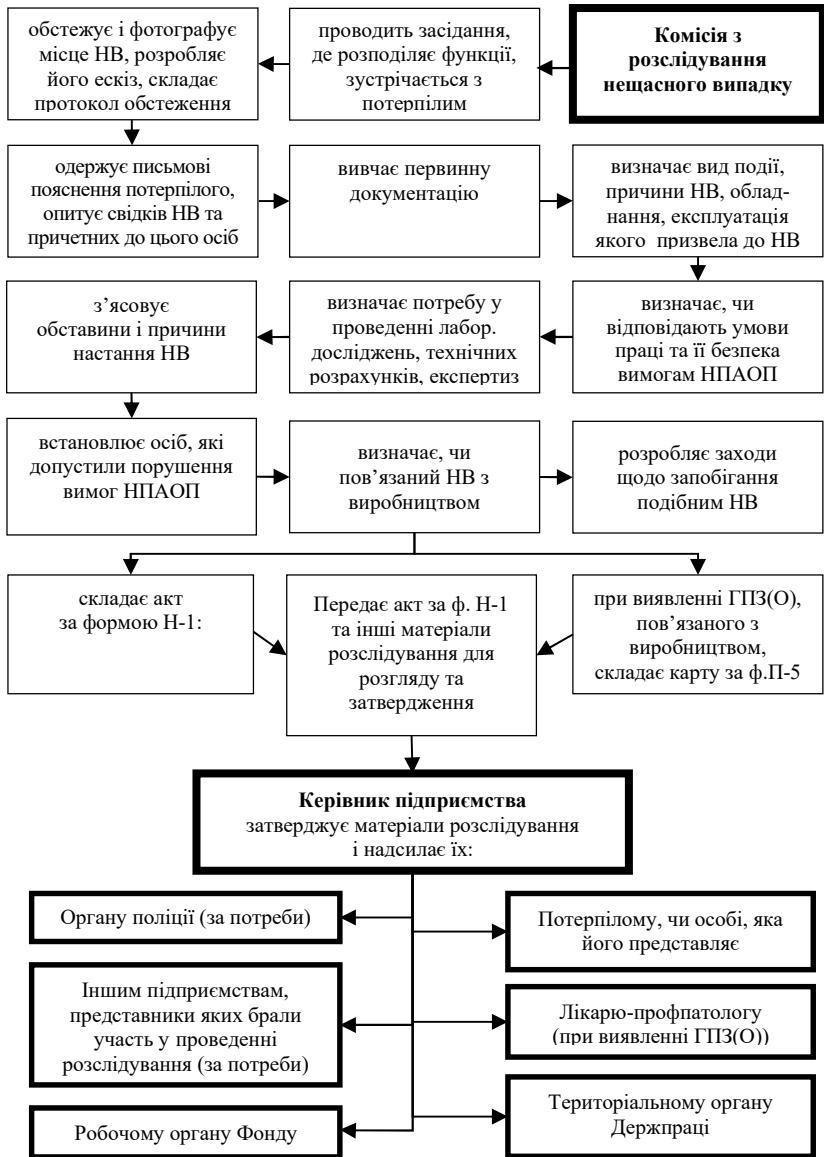 Комісія з
розслідування
нещасного випадку
проводить засідання,
де розподіляє функції,
зустрічається з
потерпілим
обстежує і фотографує
місце НВ, розробляє
його ескіз, складає
протокол обстеження
одержує письмові
пояснення потерпілого,
опитує свідків НВ та
причетних до цього осіб
вивчає первинну
документацію
визначає вид події,
причини НВ, облад-
нання, експлуатація
якого призвела до НВ
визначає, чи
відповідають умови
праці та її безпека
вимогам НПАОП
визначає потребу у
проведенні лабор.
досліджень, технічних
розрахунків, експертиз
з’ясовує
обставини і причини
настання НВ
встановлює осіб, які
допустили порушення
вимог НПАОП
визначає, чи
пов’язаний НВ з
виробництвом
розробляє заходи
щодо запобігання
подібним НВ
складає акт
за формою Н-1:
Передає акт за ф. Н-1
та інші матеріали
розслідування для
розгляду та
затвердження
при виявленні ГПЗ(О),
пов’язаного з
виробництвом,
складає карту за ф.П-5
Керівник підприємства
затверджує матеріали розслідування
і надсилає їх:
Органу поліції (за потреби)
Потерпілому, чи особі, яка
його представляє
Іншим підприємствам,
представники яких брали
участь у проведенні
розслідування (за потреби)
Лікарю-профпатологу
(при виявленні ГПЗ(О))
Робочому органу Фонду
Територіальному органу
Держпраці